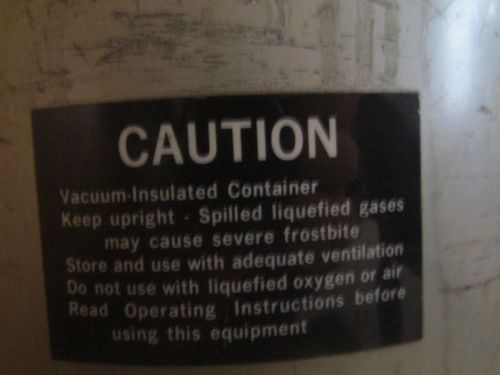 CAUTION
Vacuum-Insulated Container
Keep upright - Spilled liquefied gases
may cause severe frostbite
Store and use with adequate ventilation
Do not use with liquefied oxygen or air
Read Operating Instructions before
using this equipment